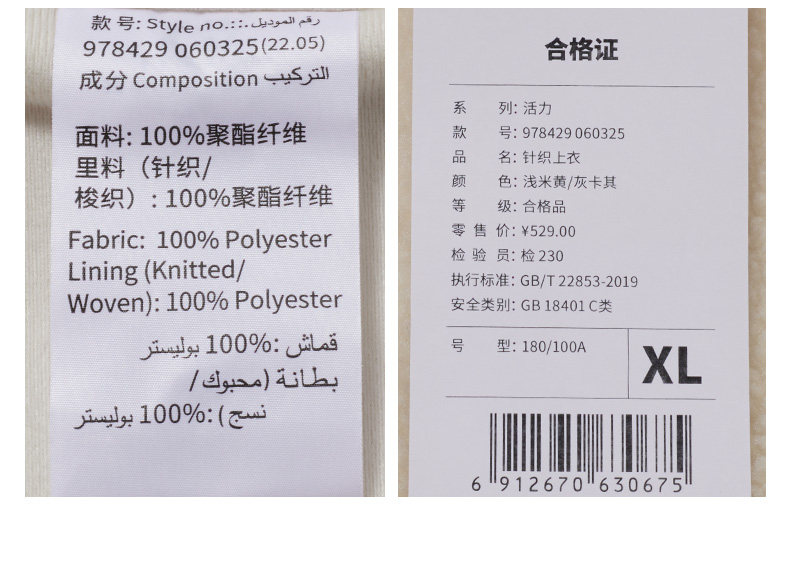 款 号: Style no.::. رقم الموديل
978429 060325(22.05)
成分 Composition التركيب
面料: 100%聚酯纤维
里料（针织/
梭织）: 100%聚酯纤维
Fabric: 100% Polyester
Lining (Knitted/
Woven): 100% Polyester
قماش: 100% بوليستر
بطانة (محبوك/
نسج): 100% بوليستر
合格证
系 列: 活力
款 号: 978429 060325
品 名: 针织上衣
颜 色: 浅米黄/灰卡其
等 级: 合格品
零 售 价: ¥529.00
检 验 员: 检 230
执行标准: GB/T 22853-2019
安全类别: GB 18401 C类
号 型: 180/100A
XL
6 912670 630675